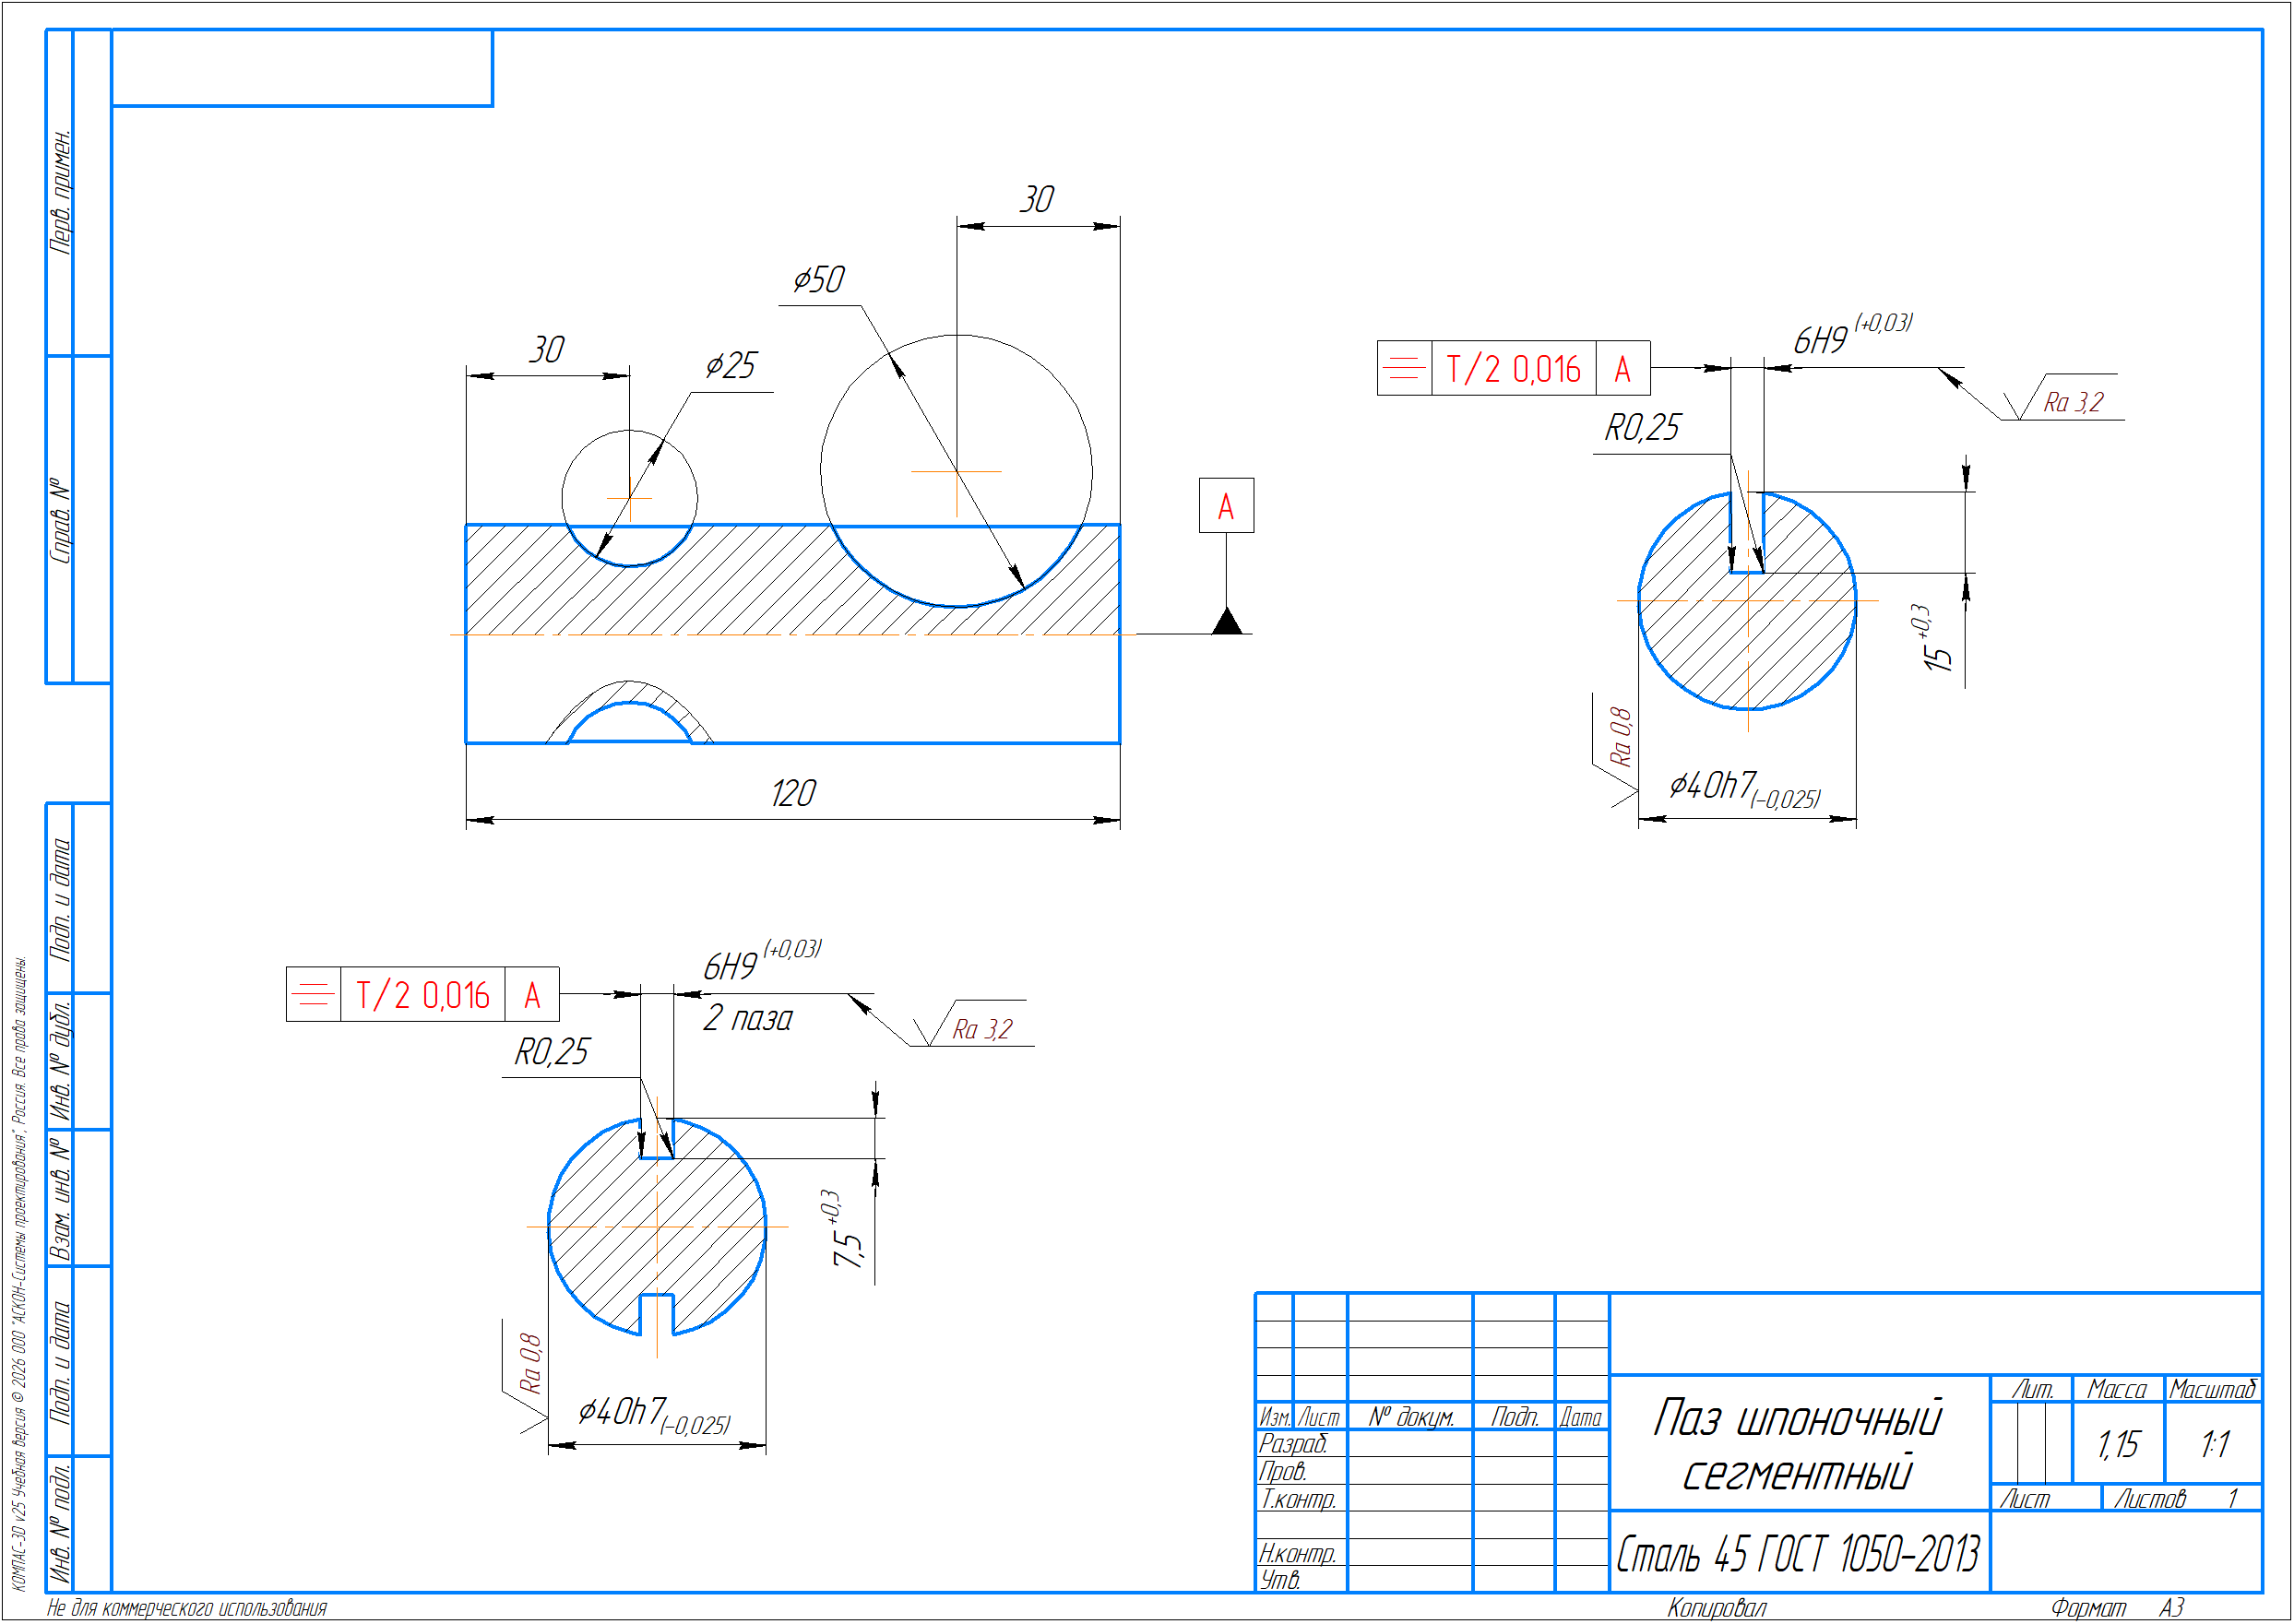 Перв. примен.
Справ. №
Подп. и дата
Инв. № дубл.
Взам. инв. №
Подп. и дата
Инв. № подл.
КОМПАС-3D v25 Учебная версия © 2026 ООО "АСКОН-Системы проектирования", Россия. Все права защищены.
30
⌀50
30
⌀25
A
120
6H9 (+0,03)
T/2 0,016 A
Ra 3,2
R0,25
15 +0,3
Ra 0,8
⌀40h7 (-0,025)
6H9 (+0,03)
T/2 0,016 A
2 паза
Ra 3,2
R0,25
7,5 +0,3
Ra 0,8
⌀40h7 (-0,025)
Изм. Лист № докум. Подп. Дата
Разраб.
Пров.
Т.контр.
Н.контр.
Утв.
Паз шпоночный
сегментный
Лит. Масса Масштаб
1,15 1:1
Лист Листов 1
Сталь 45 ГОСТ 1050-2013
Не для коммерческого использования
Копировал
Формат А3